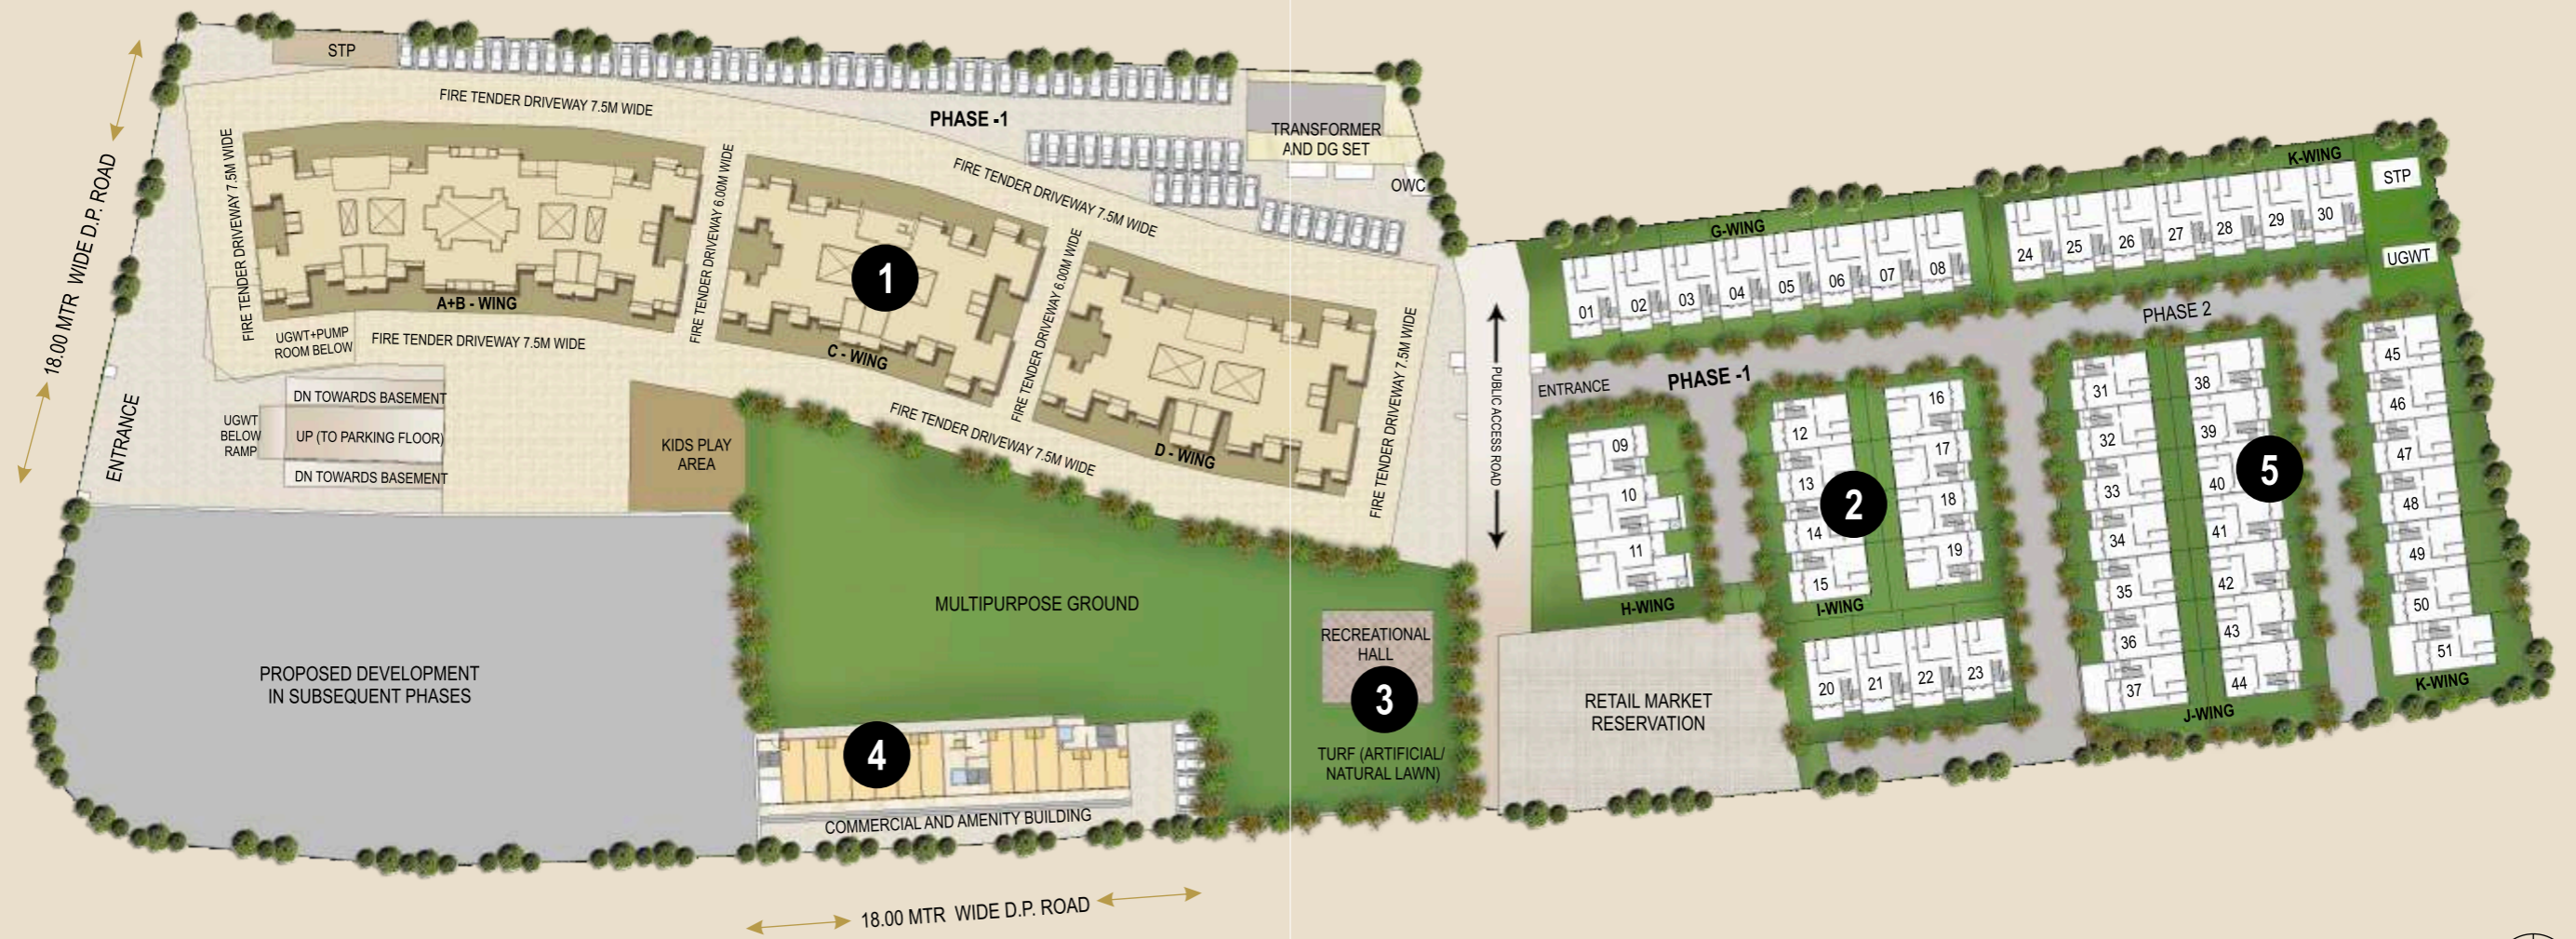 STP
FIRE TENDER DRIVEWAY 7.5M WIDE
PHASE -1
TRANSFORMER
AND DG SET
OWC
FIRE TENDER DRIVEWAY 7.5M WIDE
18.00 MTR WIDE D.P. ROAD
FIRE TENDER DRIVEWAY 7.5M WIDE
FIRE TENDER DRIVEWAY 6.00M WIDE
FIRE TENDER DRIVEWAY 6.00M WIDE
FIRE TENDER DRIVEWAY 7.5M WIDE
1
A+B - WING
C - WING
D - WING
UGWT+PUMP
ROOM BELOW
FIRE TENDER DRIVEWAY 7.5M WIDE
FIRE TENDER DRIVEWAY 7.5M WIDE
ENTRANCE
DN TOWARDS BASEMENT
UGWT
BELOW
RAMP
UP (TO PARKING FLOOR)
DN TOWARDS BASEMENT
KIDS PLAY
AREA
MULTIPURPOSE GROUND
PROPOSED DEVELOPMENT
IN SUBSEQUENT PHASES
RECREATIONAL
HALL
3
TURF (ARTIFICIAL/
NATURAL LAWN)
4
COMMERCIAL AND AMENITY BUILDING
18.00 MTR WIDE D.P. ROAD
PUBLIC ACCESS ROAD
G-WING
01
02
03
04
05
06
07
08
K-WING
24
25
26
27
28
29
30
STP
UGWT
PHASE 2
ENTRANCE
PHASE -1
09
10
11
H-WING
12
13
14
15
2
16
17
18
19
I-WING
20
21
22
23
RETAIL MARKET
RESERVATION
31
32
33
34
35
36
37
38
39
40
41
42
43
44
5
J-WING
45
46
47
48
49
50
51
K-WING